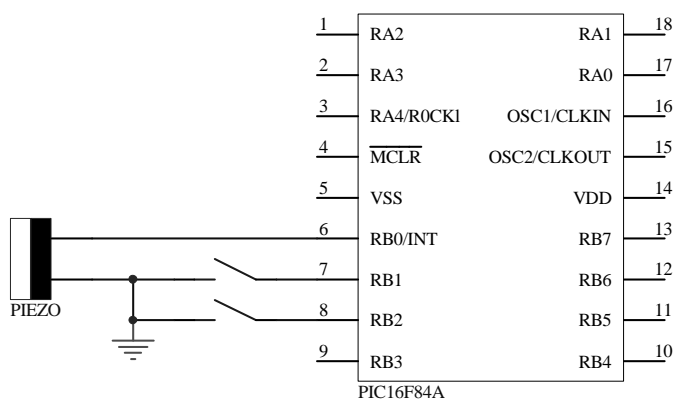 1 RA2 RA1 18
2 RA3 RA0 17
3 RA4/R0CK1 OSC1/CLKIN 16
4 MCLR OSC2/CLKOUT 15
5 VSS VDD 14
6 RB0/INT RB7 13
7 RB1 RB6 12
8 RB2 RB5 11
9 RB3 RB4 10
PIEZO
PIC16F84A